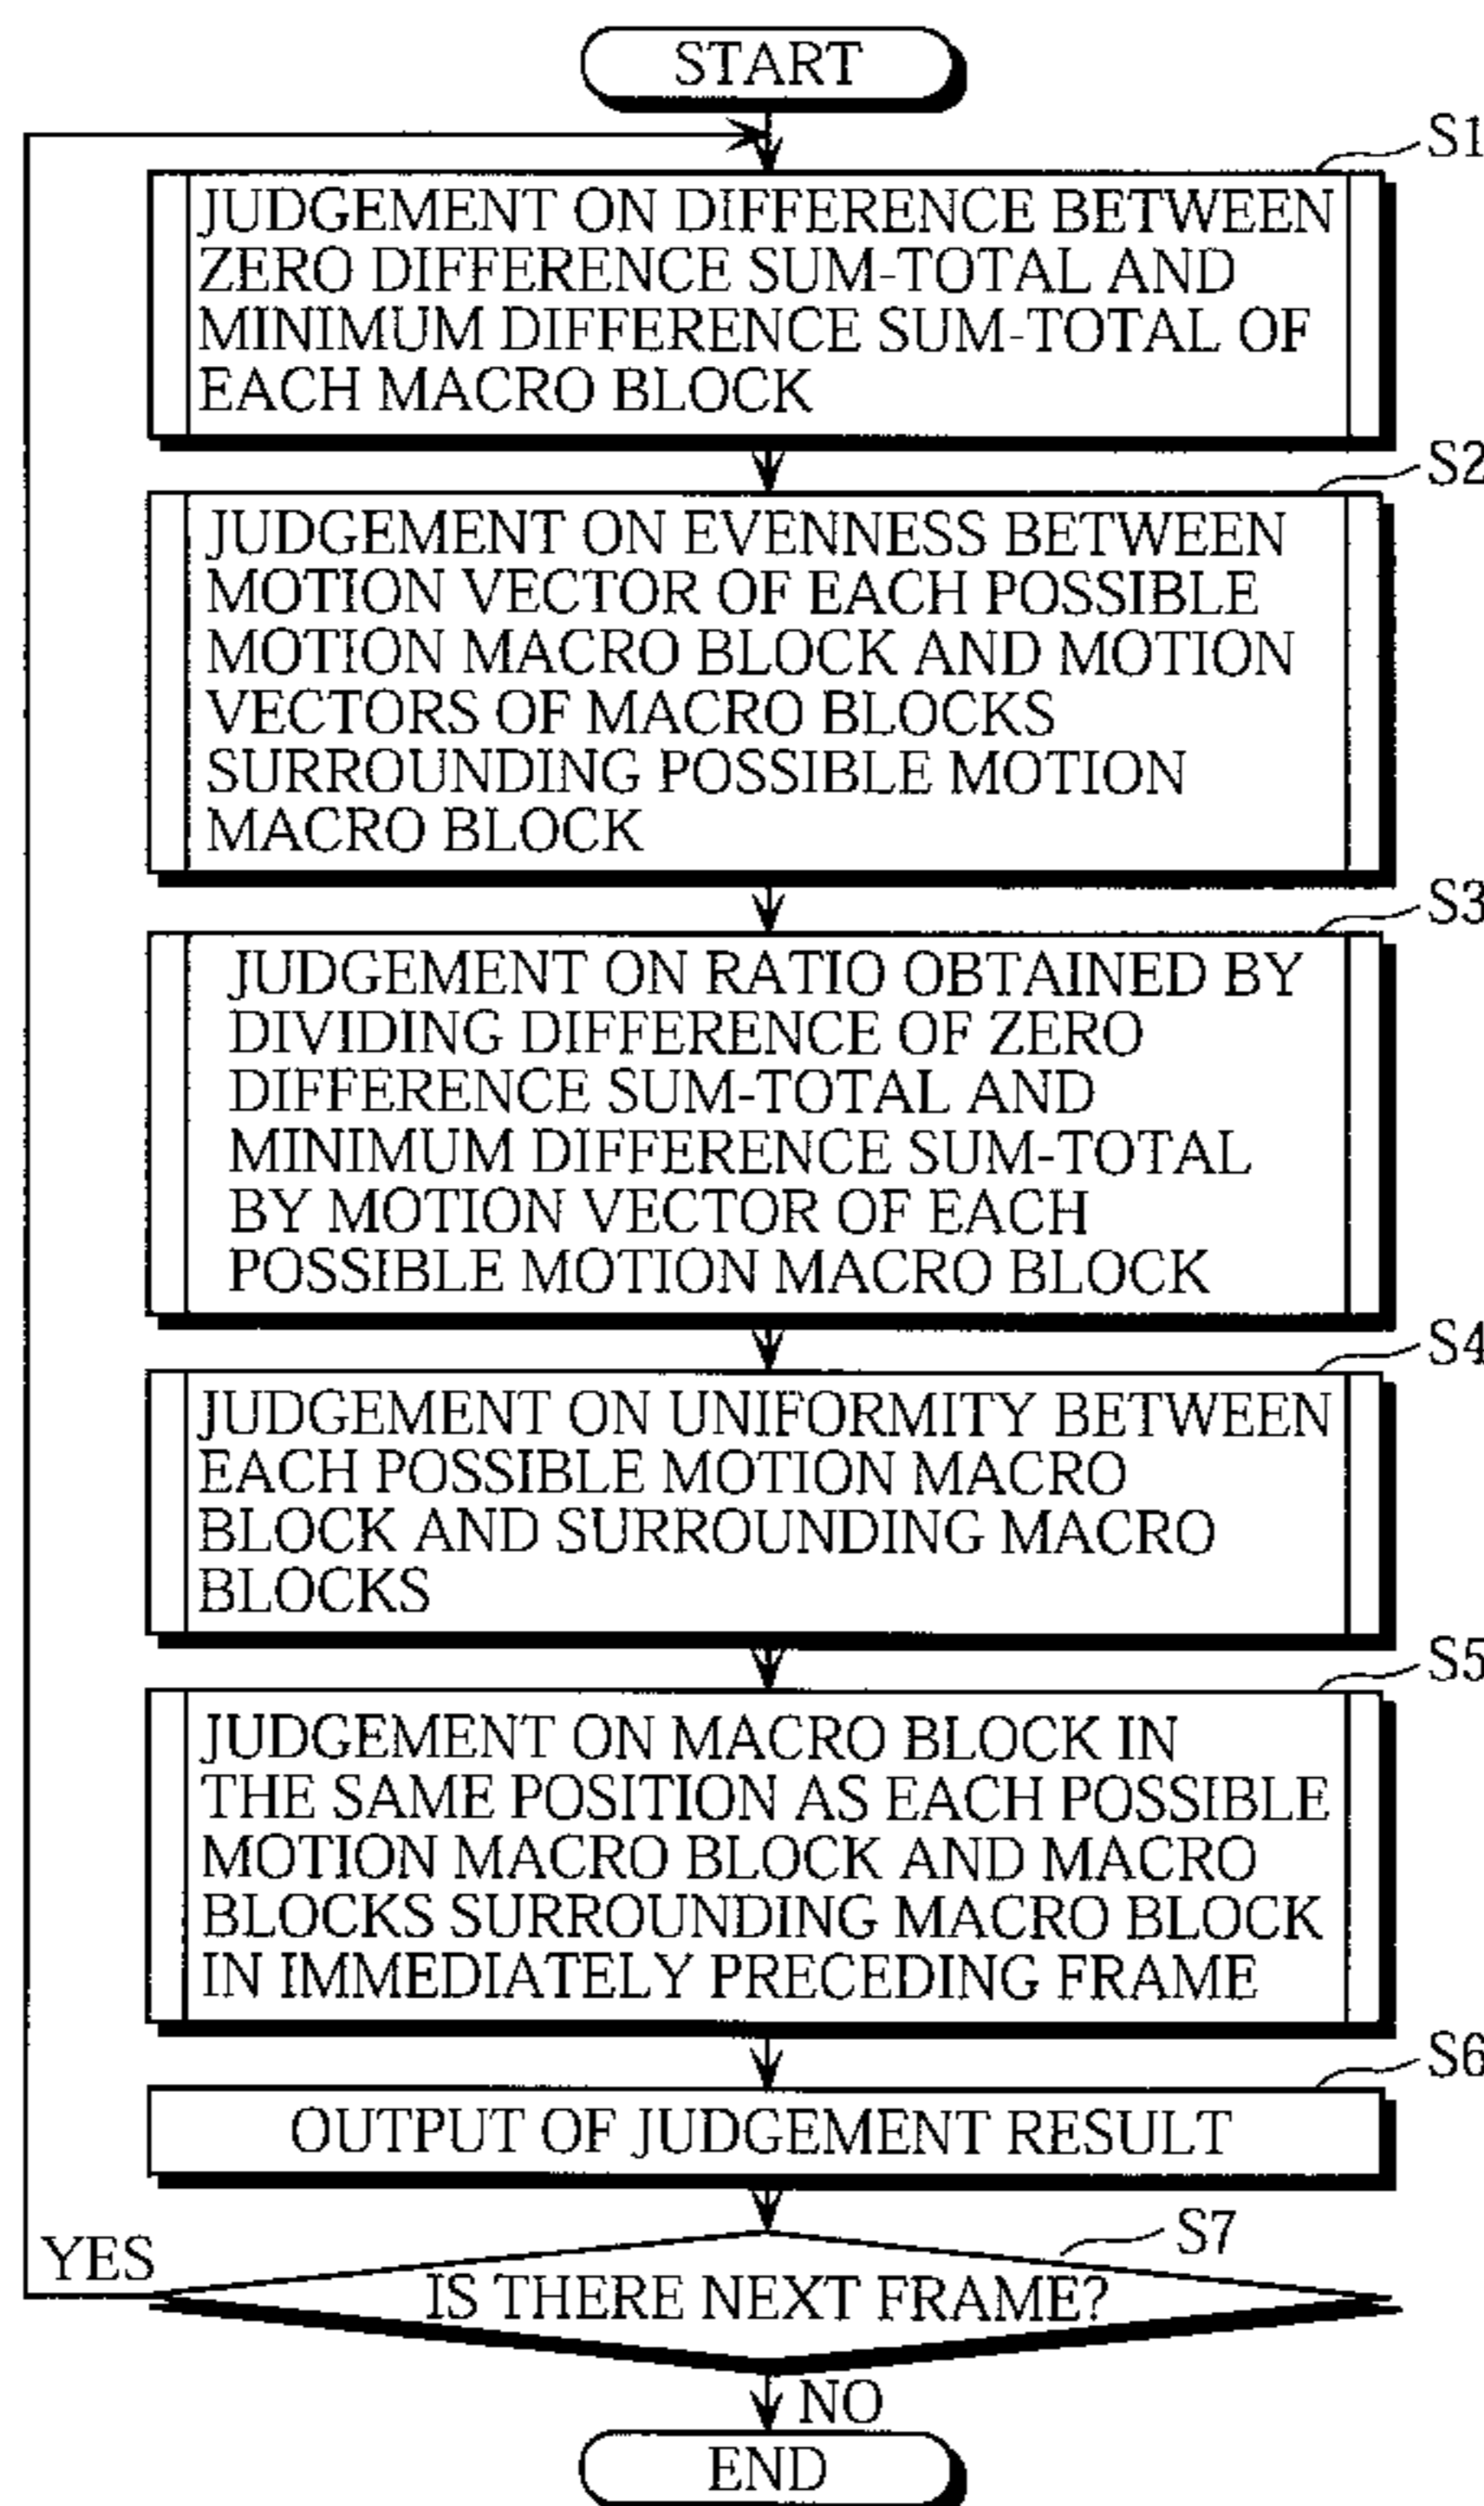 START
S1
JUDGEMENT ON DIFFERENCE BETWEEN
ZERO DIFFERENCE SUM-TOTAL AND
MINIMUM DIFFERENCE SUM-TOTAL OF
EACH MACRO BLOCK
S2
JUDGEMENT ON EVENNESS BETWEEN
MOTION VECTOR OF EACH POSSIBLE
MOTION MACRO BLOCK AND MOTION
VECTORS OF MACRO BLOCKS
SURROUNDING POSSIBLE MOTION
MACRO BLOCK
S3
JUDGEMENT ON RATIO OBTAINED BY
DIVIDING DIFFERENCE OF ZERO
DIFFERENCE SUM-TOTAL AND
MINIMUM DIFFERENCE SUM-TOTAL
BY MOTION VECTOR OF EACH
POSSIBLE MOTION MACRO BLOCK
S4
JUDGEMENT ON UNIFORMITY BETWEEN
EACH POSSIBLE MOTION MACRO
BLOCK AND SURROUNDING MACRO
BLOCKS
S5
JUDGEMENT ON MACRO BLOCK IN
THE SAME POSITION AS EACH POSSIBLE
MOTION MACRO BLOCK AND MACRO
BLOCKS SURROUNDING MACRO BLOCK
IN IMMEDIATELY PRECEDING FRAME
S6
OUTPUT OF JUDGEMENT RESULT
S7
YES
IS THERE NEXT FRAME?
NO
END